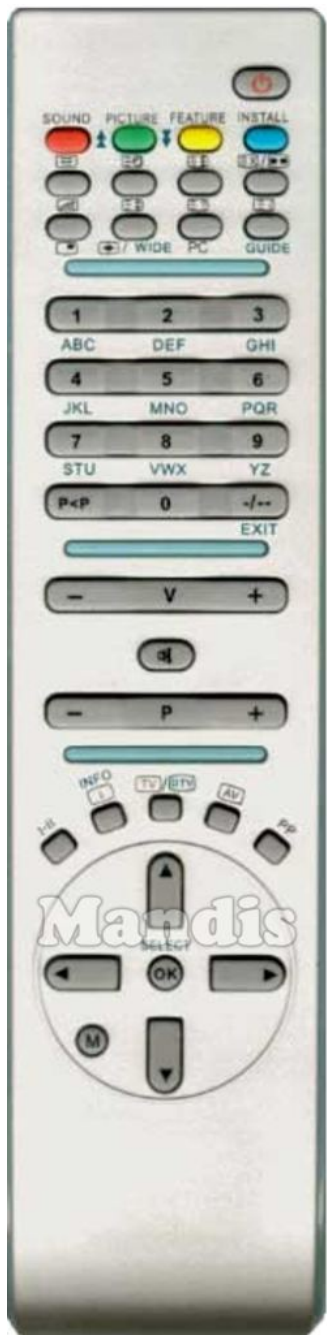 SOUND PICTURE FEATURE INSTALL
/ WIDE PC GUIDE
1 2 3
ABC DEF GHI
4 5 6
JKL MNO PQR
7 8 9
STU VWX YZ
P<P 0 -/--
EXIT
- V +
- P +
INFO TV / DTV AV
i
I-II PP
Mandis
SELECT
OK
M